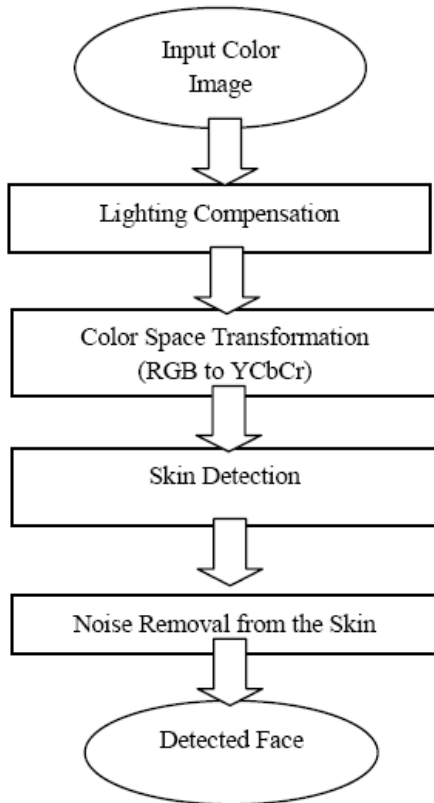 Input Color
Image
Lighting Compensation
Color Space Transformation
(RGB to YCbCr)
Skin Detection
Noise Removal from the Skin
Detected Face